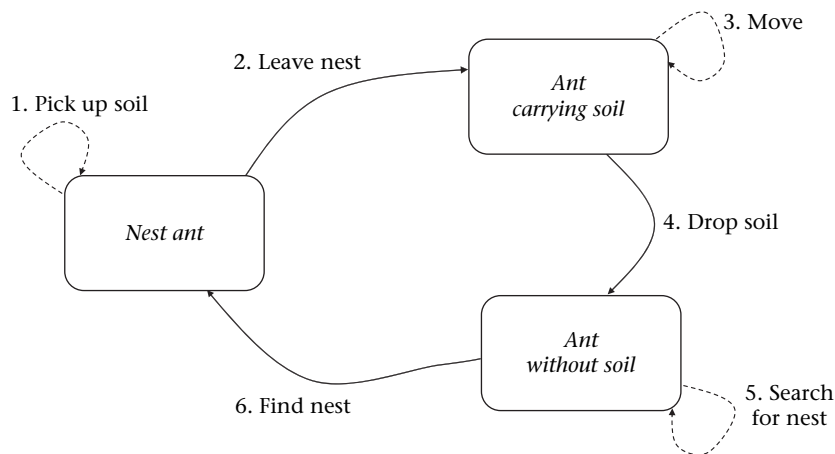 3. Move
2. Leave nest
Ant
carrying soil
1. Pick up soil
Nest ant
4. Drop soil
Ant
without soil
6. Find nest
5. Search
for nest